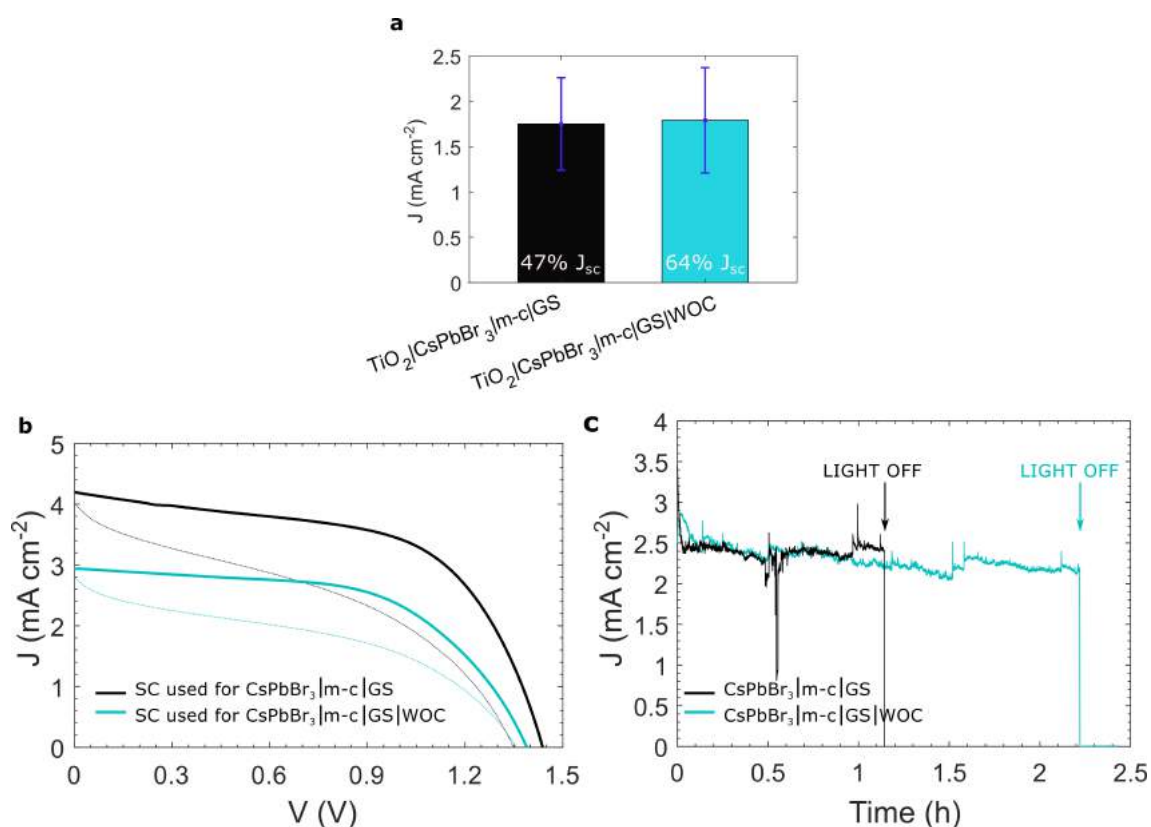 a
2.5
2
1.5
1
0.5
0
J (mA cm⁻²)
47% Jsc
64% Jsc
TiO₂|CsPbBr₃|m-c|GS
TiO₂|CsPbBr₃|m-c|GS|WOC
b
5
4
3
2
1
0
J (mA cm⁻²)
SC used for CsPbBr₃|m-c|GS
SC used for CsPbBr₃|m-c|GS|WOC
0 0.3 0.6 0.9 1.2 1.5
V (V)
c
4
3.5
3
2.5
2
1.5
1
0.5
0
J (mA cm⁻²)
LIGHT OFF
LIGHT OFF
CsPbBr₃|m-c|GS
CsPbBr₃|m-c|GS|WOC
0 0.5 1 1.5 2 2.5
Time (h)